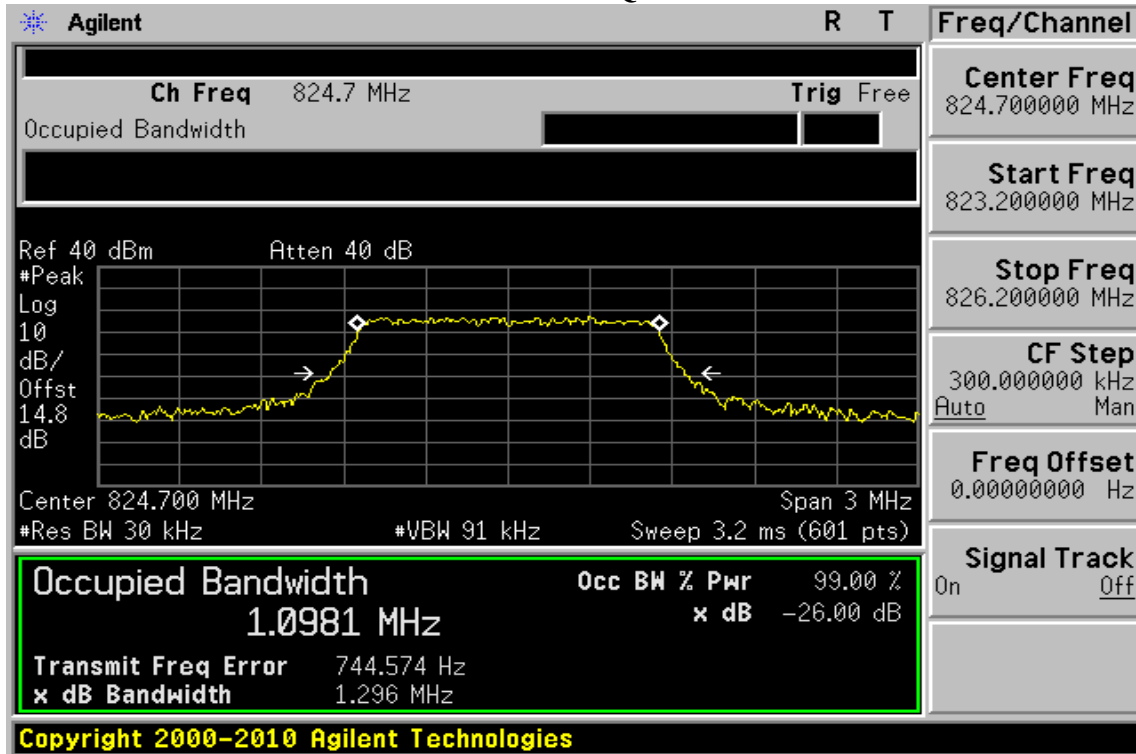 Agilent R T
Freq/Channel
Ch Freq 824.7 MHz Trig Free
Occupied Bandwidth
Center Freq
824.700000 MHz
Start Freq
823.200000 MHz
Stop Freq
826.200000 MHz
CF Step
300.000000 kHz
Auto Man
Freq Offset
0.00000000 Hz
Signal Track
On Off
Ref 40 dBm Atten 40 dB
#Peak
Log
10
dB/
Offst
14.8
dB
Center 824.700 MHz Span 3 MHz
#Res BW 30 kHz #VBW 91 kHz Sweep 3.2 ms (601 pts)
Occupied Bandwidth Occ BW % Pwr 99.00 %
1.0981 MHz x dB -26.00 dB
Transmit Freq Error 744.574 Hz
x dB Bandwidth 1.296 MHz
Copyright 2000-2010 Agilent Technologies